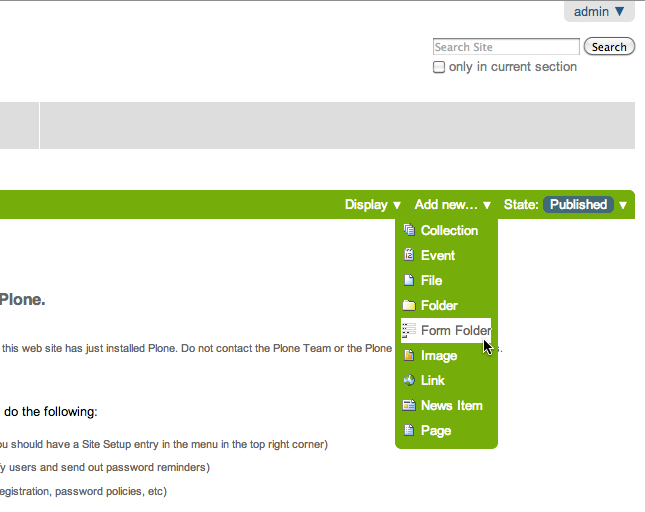 admin ▼
Search Site Search
only in current section
Display ▼ Add new... ▼ State: Published ▼
Collection
Event
File
Folder
Form Folder
Image
Link
News Item
Page
Plone.
this web site has just installed Plone. Do not contact the Plone Team or the Plone s.
do the following:
u should have a Site Setup entry in the menu in the top right corner)
y users and send out password reminders)
egistration, password policies, etc)